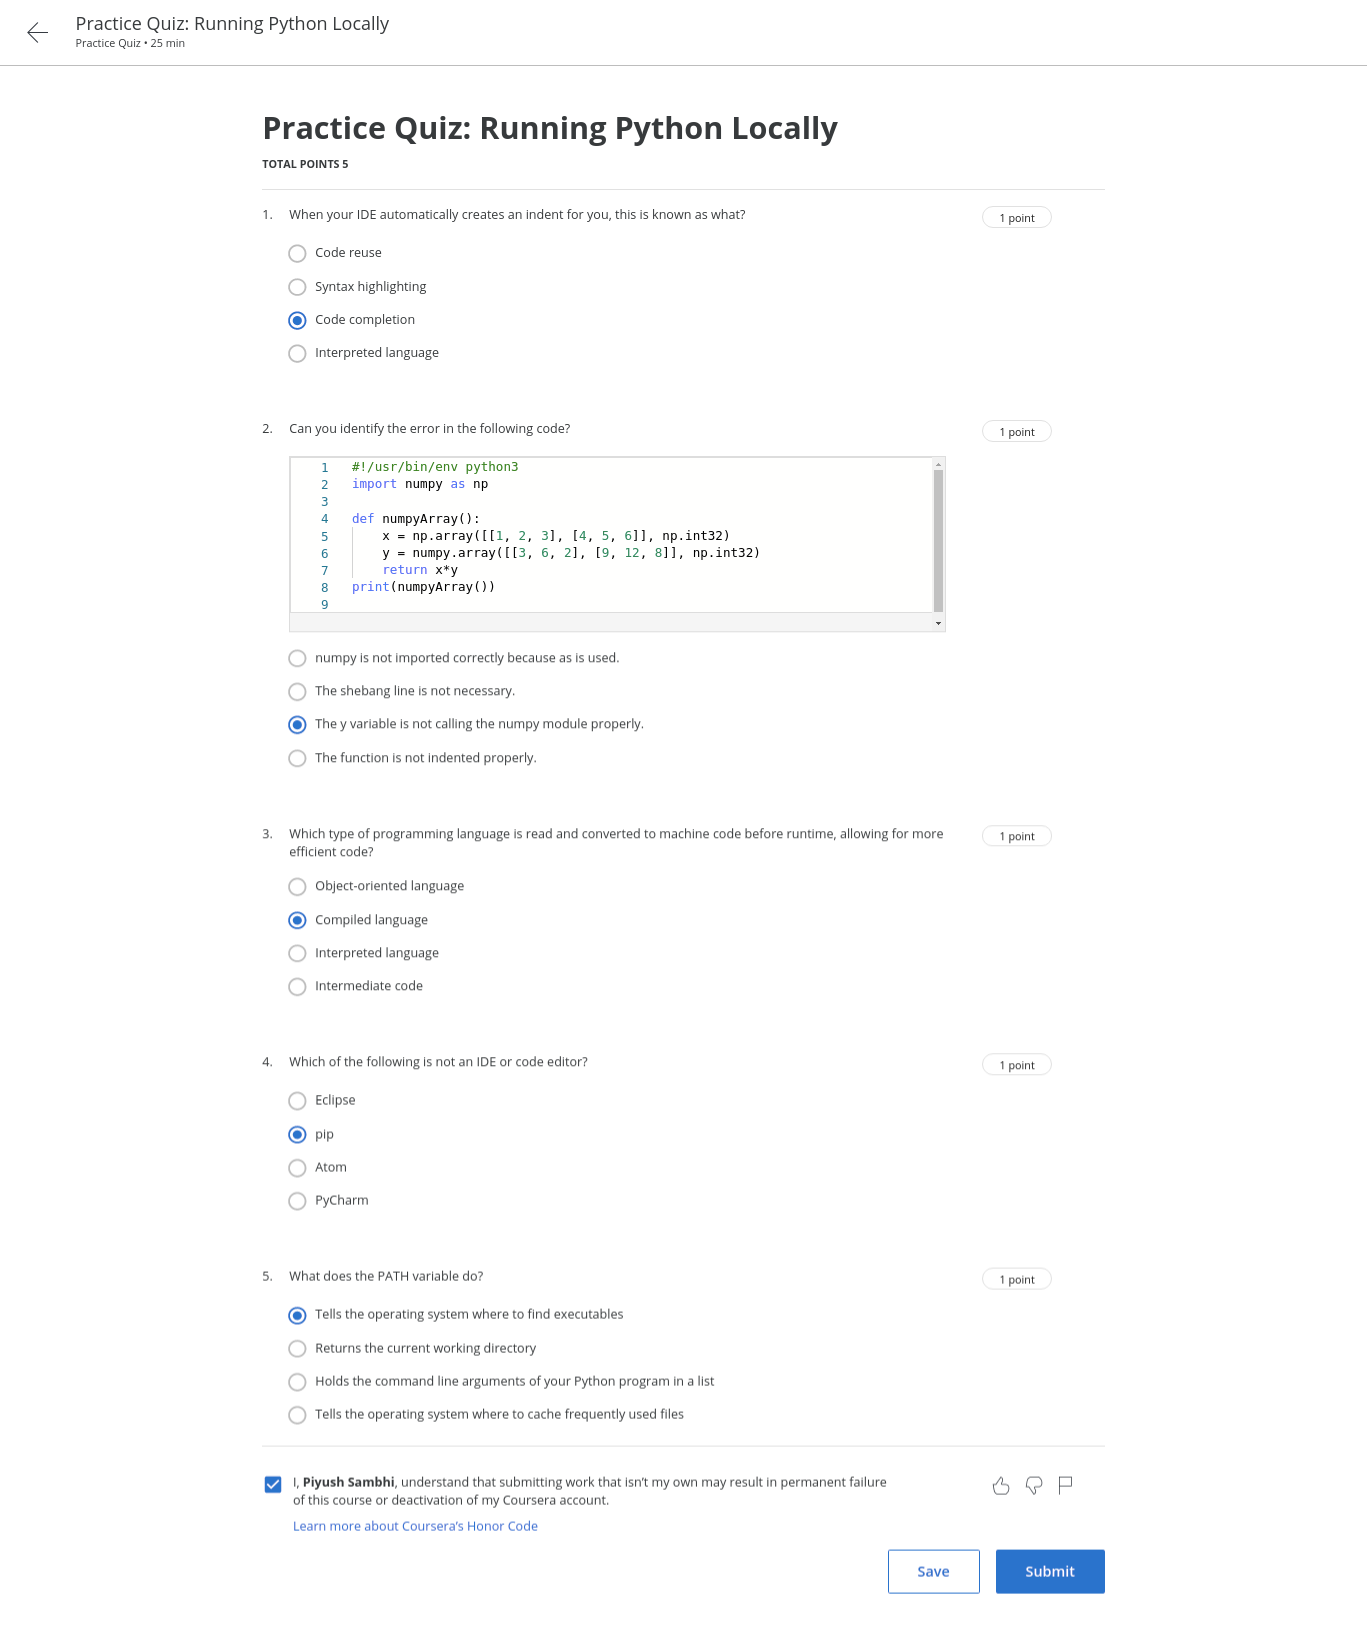 Practice Quiz: Running Python Locally
Practice Quiz • 25 min
Practice Quiz: Running Python Locally
TOTAL POINTS 5
1. When your IDE automatically creates an indent for you, this is known as what?
1 point
Code reuse
Syntax highlighting
Code completion
Interpreted language
2. Can you identify the error in the following code?
1 point
1 #!/usr/bin/env python3
2 import numpy as np
3
4 def numpyArray():
5     x = np.array([[1, 2, 3], [4, 5, 6]], np.int32)
6     y = numpy.array([[3, 6, 2], [9, 12, 8]], np.int32)
7     return x*y
8 print(numpyArray())
9
numpy is not imported correctly because as is used.
The shebang line is not necessary.
The y variable is not calling the numpy module properly.
The function is not indented properly.
3. Which type of programming language is read and converted to machine code before runtime, allowing for more
efficient code?
1 point
Object-oriented language
Compiled language
Interpreted language
Intermediate code
4. Which of the following is not an IDE or code editor?
1 point
Eclipse
pip
Atom
PyCharm
5. What does the PATH variable do?
1 point
Tells the operating system where to find executables
Returns the current working directory
Holds the command line arguments of your Python program in a list
Tells the operating system where to cache frequently used files
I, Piyush Sambhi, understand that submitting work that isn't my own may result in permanent failure
of this course or deactivation of my Coursera account.
Learn more about Coursera's Honor Code
Save
Submit